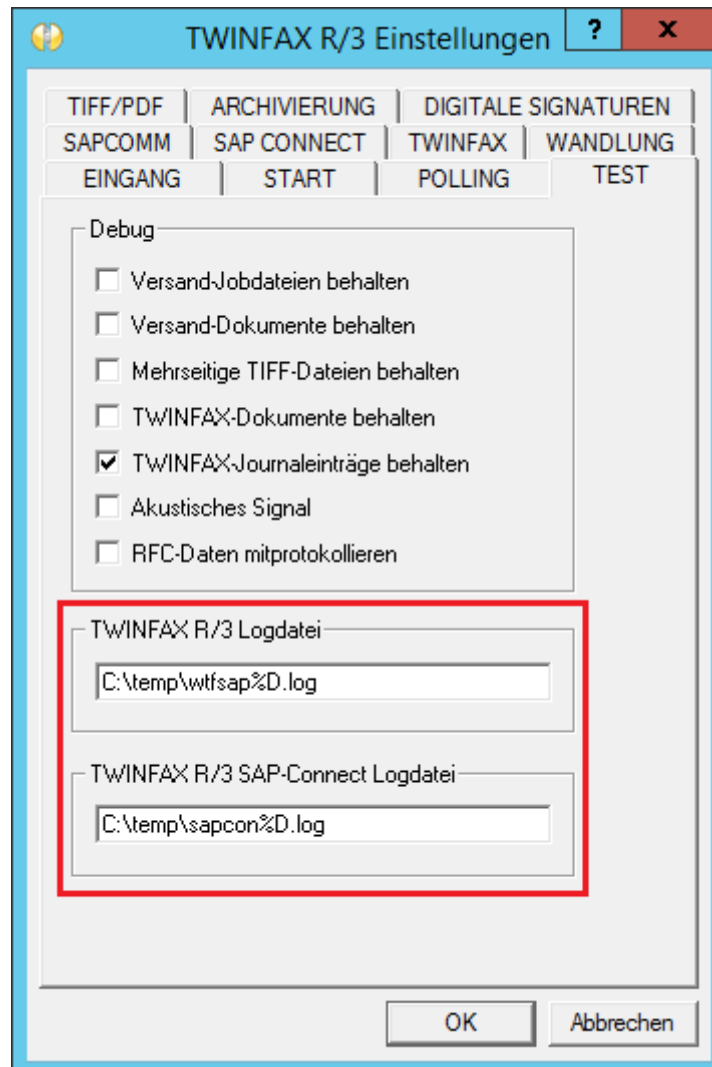 TWINFAX R/3 Einstellungen ? x
TIFF/PDF ARCHIVIERUNG DIGITALE SIGNATUREN
SAPCOMM SAP CONNECT TWINFAX WANDLUNG
EINGANG START POLLING TEST
Debug
Versand-Jobdateien behalten
Versand-Dokumente behalten
Mehrseitige TIFF-Dateien behalten
TWINFAX-Dokumente behalten
TWINFAX-Journaleinträge behalten
Akustisches Signal
RFC-Daten mitprotokollieren
TWINFAX R/3 Logdatei
C:\temp\wtfsap%D.log
TWINFAX R/3 SAP-Connect Logdatei
C:\temp\sapcon%D.log
OK Abbrechen